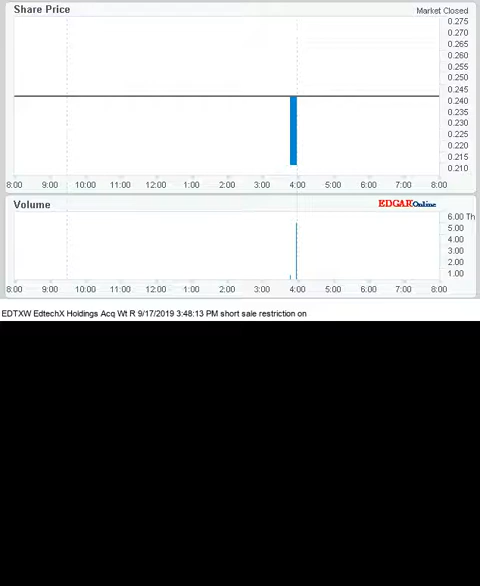 Share Price
Market Closed
0.275
0.270
0.265
0.260
0.255
0.250
0.245
0.240
0.235
0.230
0.225
0.220
0.215
0.210
8:00 9:00 10:00 11:00 12:00 1:00 2:00 3:00 4:00 5:00 6:00 7:00 8:00
Volume
EDGAR Online
6.00 Th
5.00
4.00
3.00
2.00
1.00
8:00 9:00 10:00 11:00 12:00 1:00 2:00 3:00 4:00 5:00 6:00 7:00 8:00
EDTXW EdtechX Holdings Acq Wt R 9/17/2019 3:48:13 PM short sale restriction on